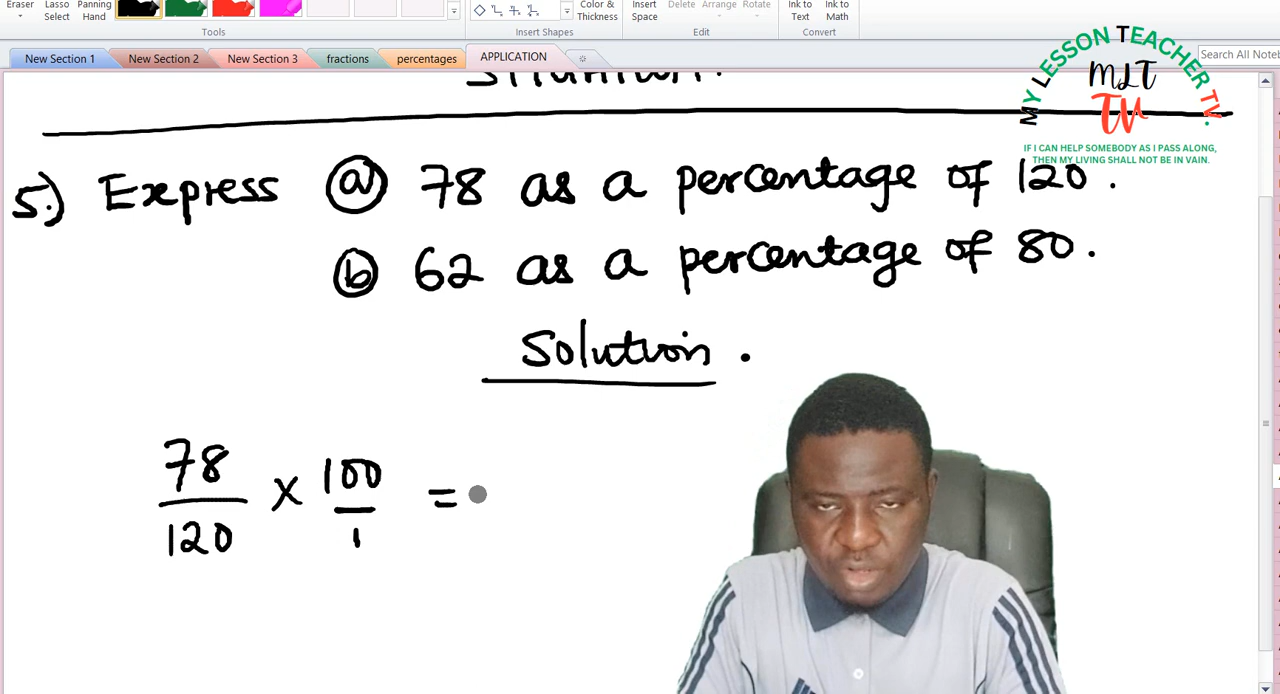 Eraser Lasso Select Panning Hand Color & Thickness Insert Space Delete Arrange Rotate Ink to Text Ink to Math
Tools Insert Shapes Edit Convert
New Section 1 New Section 2 New Section 3 fractions percentages APPLICATION
Search All Note
MY LESSON TEACHER TV.
MLT
TV
IF I CAN HELP SOMEBODY AS I PASS ALONG,
THEN MY LIVING SHALL NOT BE IN VAIN.
5.) Express (a) 78 as a percentage of 120.
(b) 62 as a percentage of 80.
Solution.
78/120 × 100/1 =